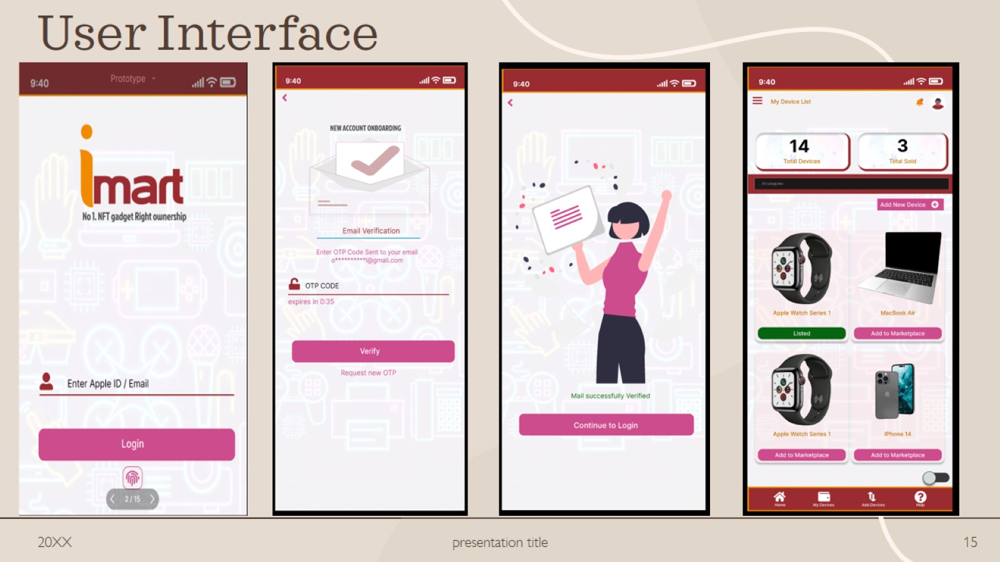 User Interface
9:40
Prototype
imart
No 1. NFT gadget Right ownership
Enter Apple ID / Email
Login
2 / 15
9:40
NEW ACCOUNT ONBOARDING
Email Verification
Enter OTP Code Sent to your email
o**********l@gmail.com
OTP CODE
expires in 0:35
Verify
Request new OTP
9:40
Mail successfully Verified
Continue to Login
9:40
My Device List
14
Total Devices
3
Total Sold
All categories
Add New Device
Apple Watch Series 1
MacBook Air
Listed
Add to Marketplace
Apple Watch Series 1
IPhone 14
Add to Marketplace
Add to Marketplace
Home
My Devices
Add Devices
Help
20XX
presentation title
15